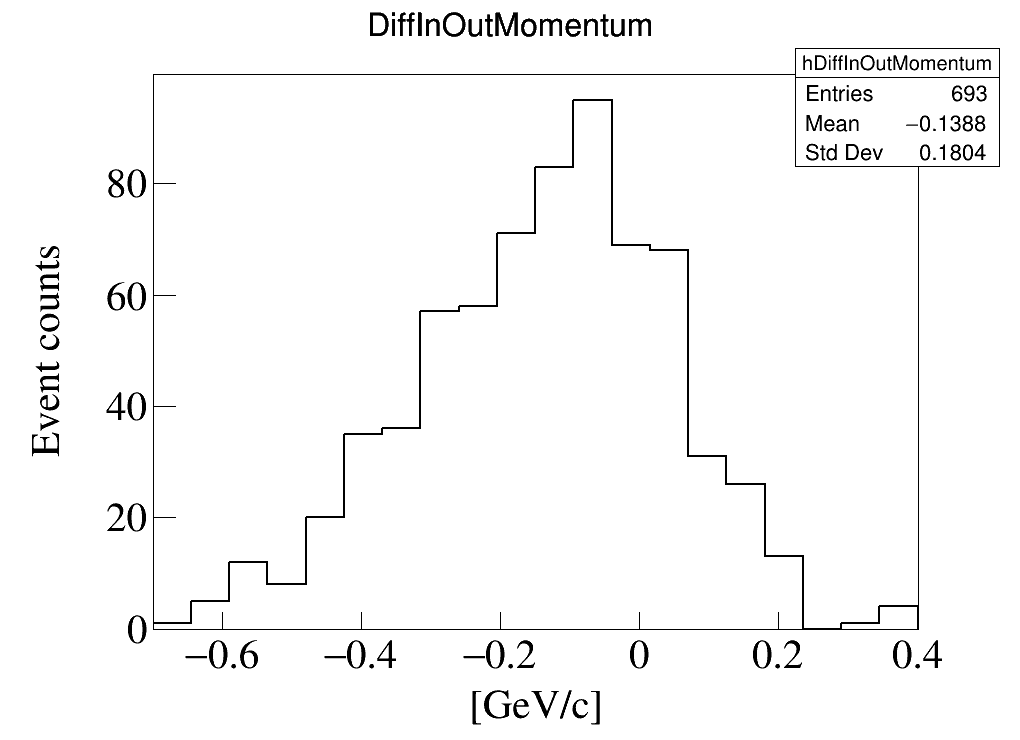 DiffInOutMomentum
hDiffInOutMomentum
Entries 693
Mean −0.1388
Std Dev 0.1804
80
60
40
20
0
Event counts
−0.6 −0.4 −0.2 0 0.2 0.4
[GeV/c]